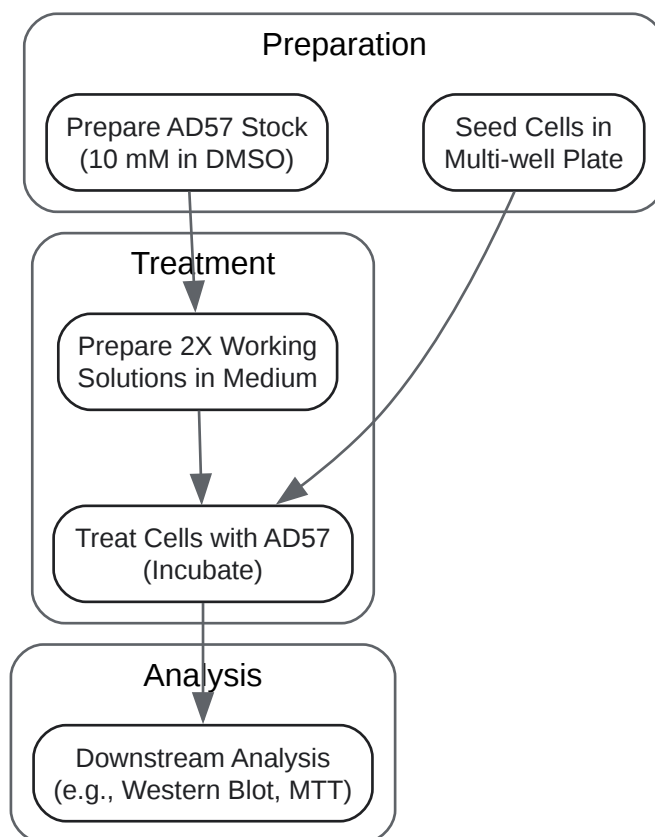 Preparation
Prepare AD57 Stock
(10 mM in DMSO)
Seed Cells in
Multi-well Plate
Treatment
Prepare 2X Working
Solutions in Medium
Treat Cells with AD57
(Incubate)
Analysis
Downstream Analysis
(e.g., Western Blot, MTT)